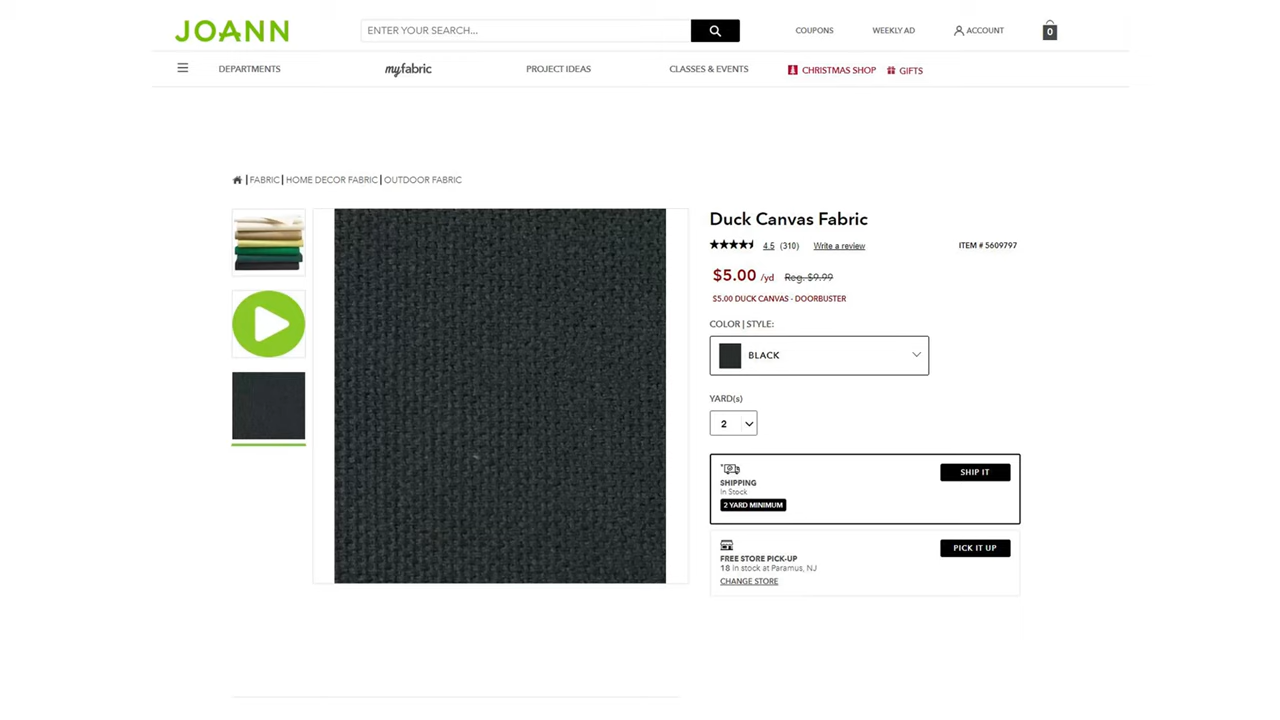 JOANN
ENTER YOUR SEARCH...
COUPONS
WEEKLY AD
ACCOUNT
0
DEPARTMENTS
myfabric
PROJECT IDEAS
CLASSES & EVENTS
CHRISTMAS SHOP
GIFTS
| FABRIC | HOME DECOR FABRIC | OUTDOOR FABRIC
Duck Canvas Fabric
4.5 (310) Write a review
ITEM # 5609797
$5.00 /yd Reg. $9.99
$5.00 DUCK CANVAS - DOORBUSTER
COLOR | STYLE:
BLACK
YARD(s)
2
SHIPPING
In Stock
2 YARD MINIMUM
SHIP IT
FREE STORE PICK-UP
18 in stock at Paramus, NJ
CHANGE STORE
PICK IT UP